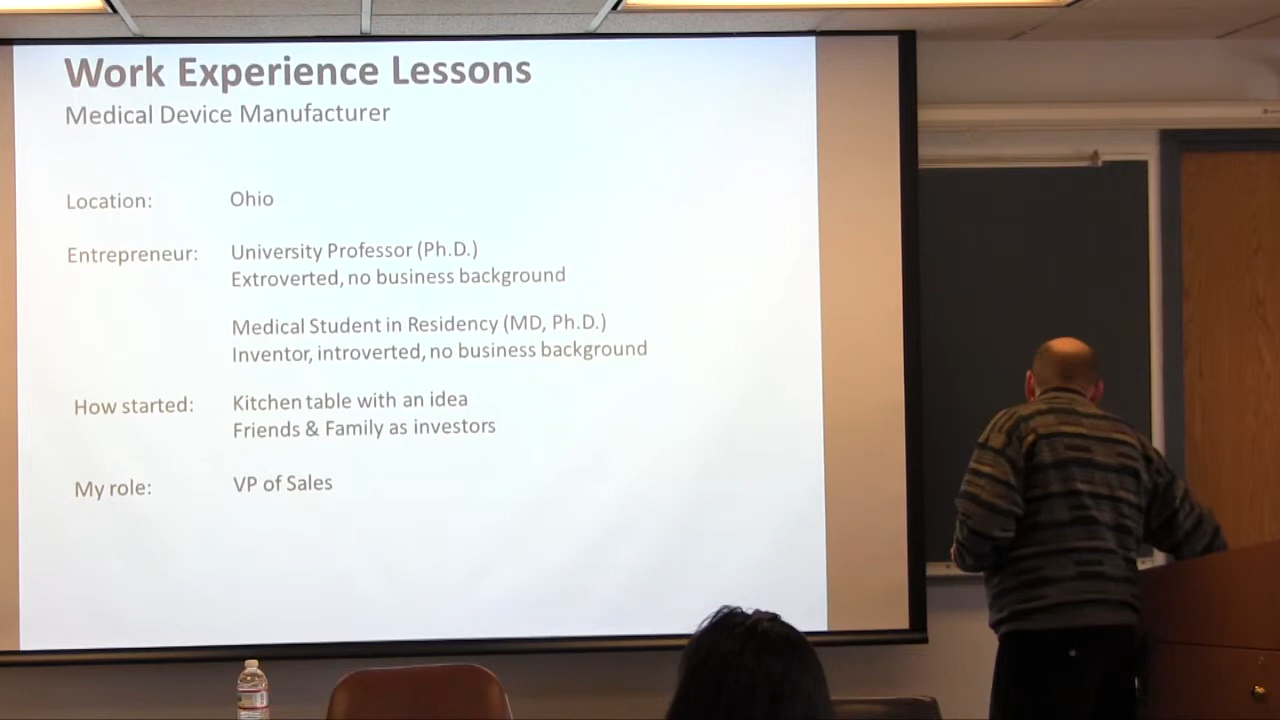 Work Experience Lessons
Medical Device Manufacturer
Location: Ohio
Entrepreneur: University Professor (Ph.D.)
Extroverted, no business background
Medical Student in Residency (MD, Ph.D.)
Inventor, introverted, no business background
How started: Kitchen table with an idea
Friends & Family as investors
My role: VP of Sales